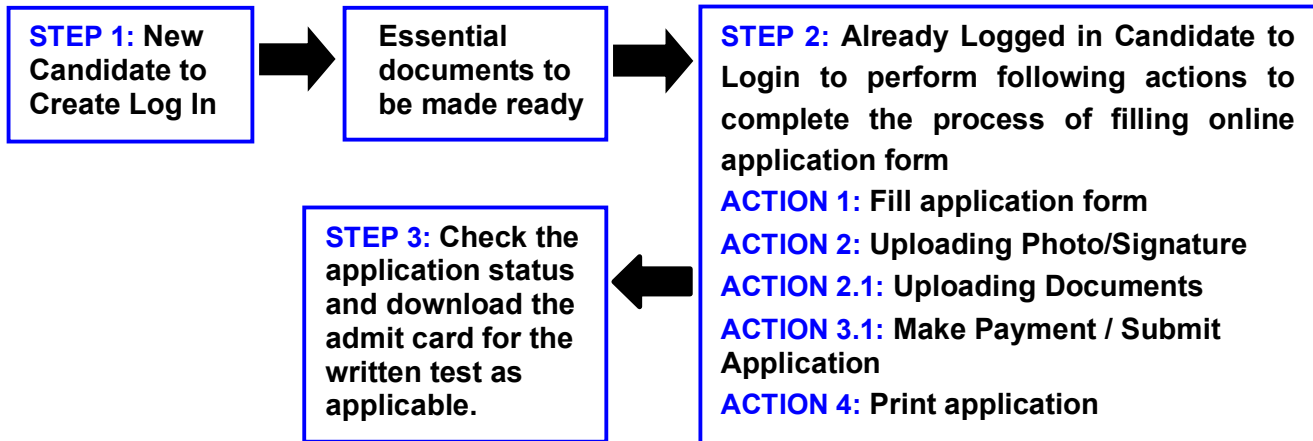 STEP 1: New
Candidate to
Create Log In
Essential
documents to
be made ready
STEP 2: Already Logged in Candidate to
Login to perform following actions to
complete the process of filling online
application form
ACTION 1: Fill application form
ACTION 2: Uploading Photo/Signature
ACTION 2.1: Uploading Documents
ACTION 3.1: Make Payment / Submit
Application
ACTION 4: Print application
STEP 3: Check the
application status
and download the
admit card for the
written test as
applicable.